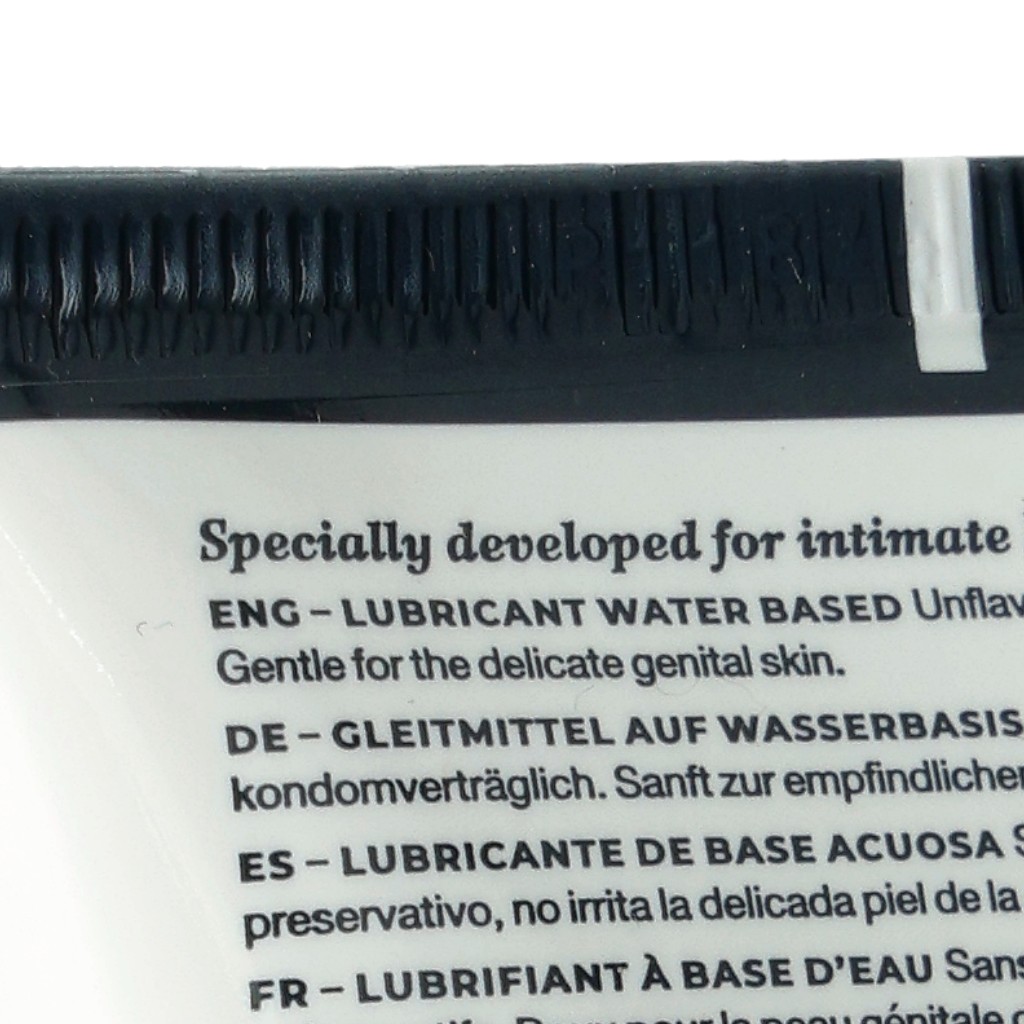 Specially developed for intimate
ENG – LUBRICANT WATER BASED
Gentle for the delicate genital skin.
DE – GLEITMITTEL AUF WASSERBASIS
kondomverträglich. Sanft zur
ES – LUBRICANTE DE BASE ACUOSA
preservativo, no irrita la delicada piel de la
FR – LUBRIFIANT À BASE D'EAU Sans
génitale